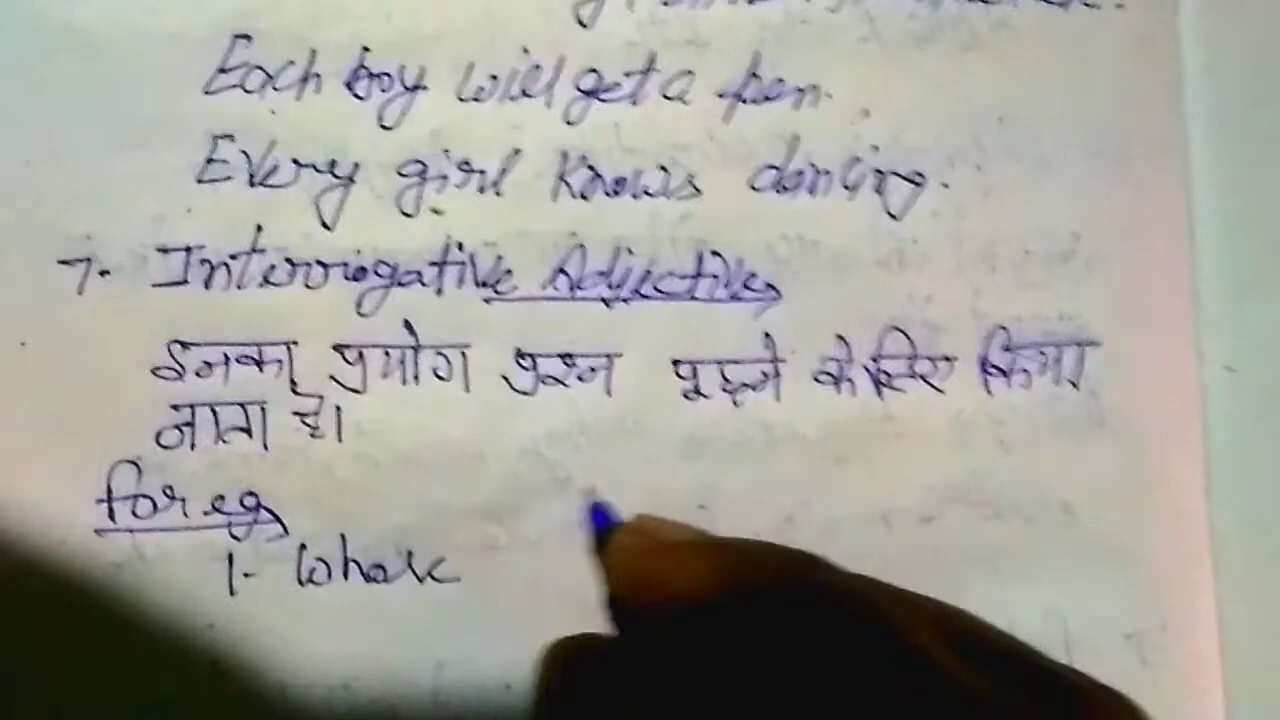 Each boy will get a pen.
Every girl knows dancing.
7. Interrogative Adjective
इनका प्रयोग प्रश्न पूछने के लिए किया
जाता है।
for eg
1.